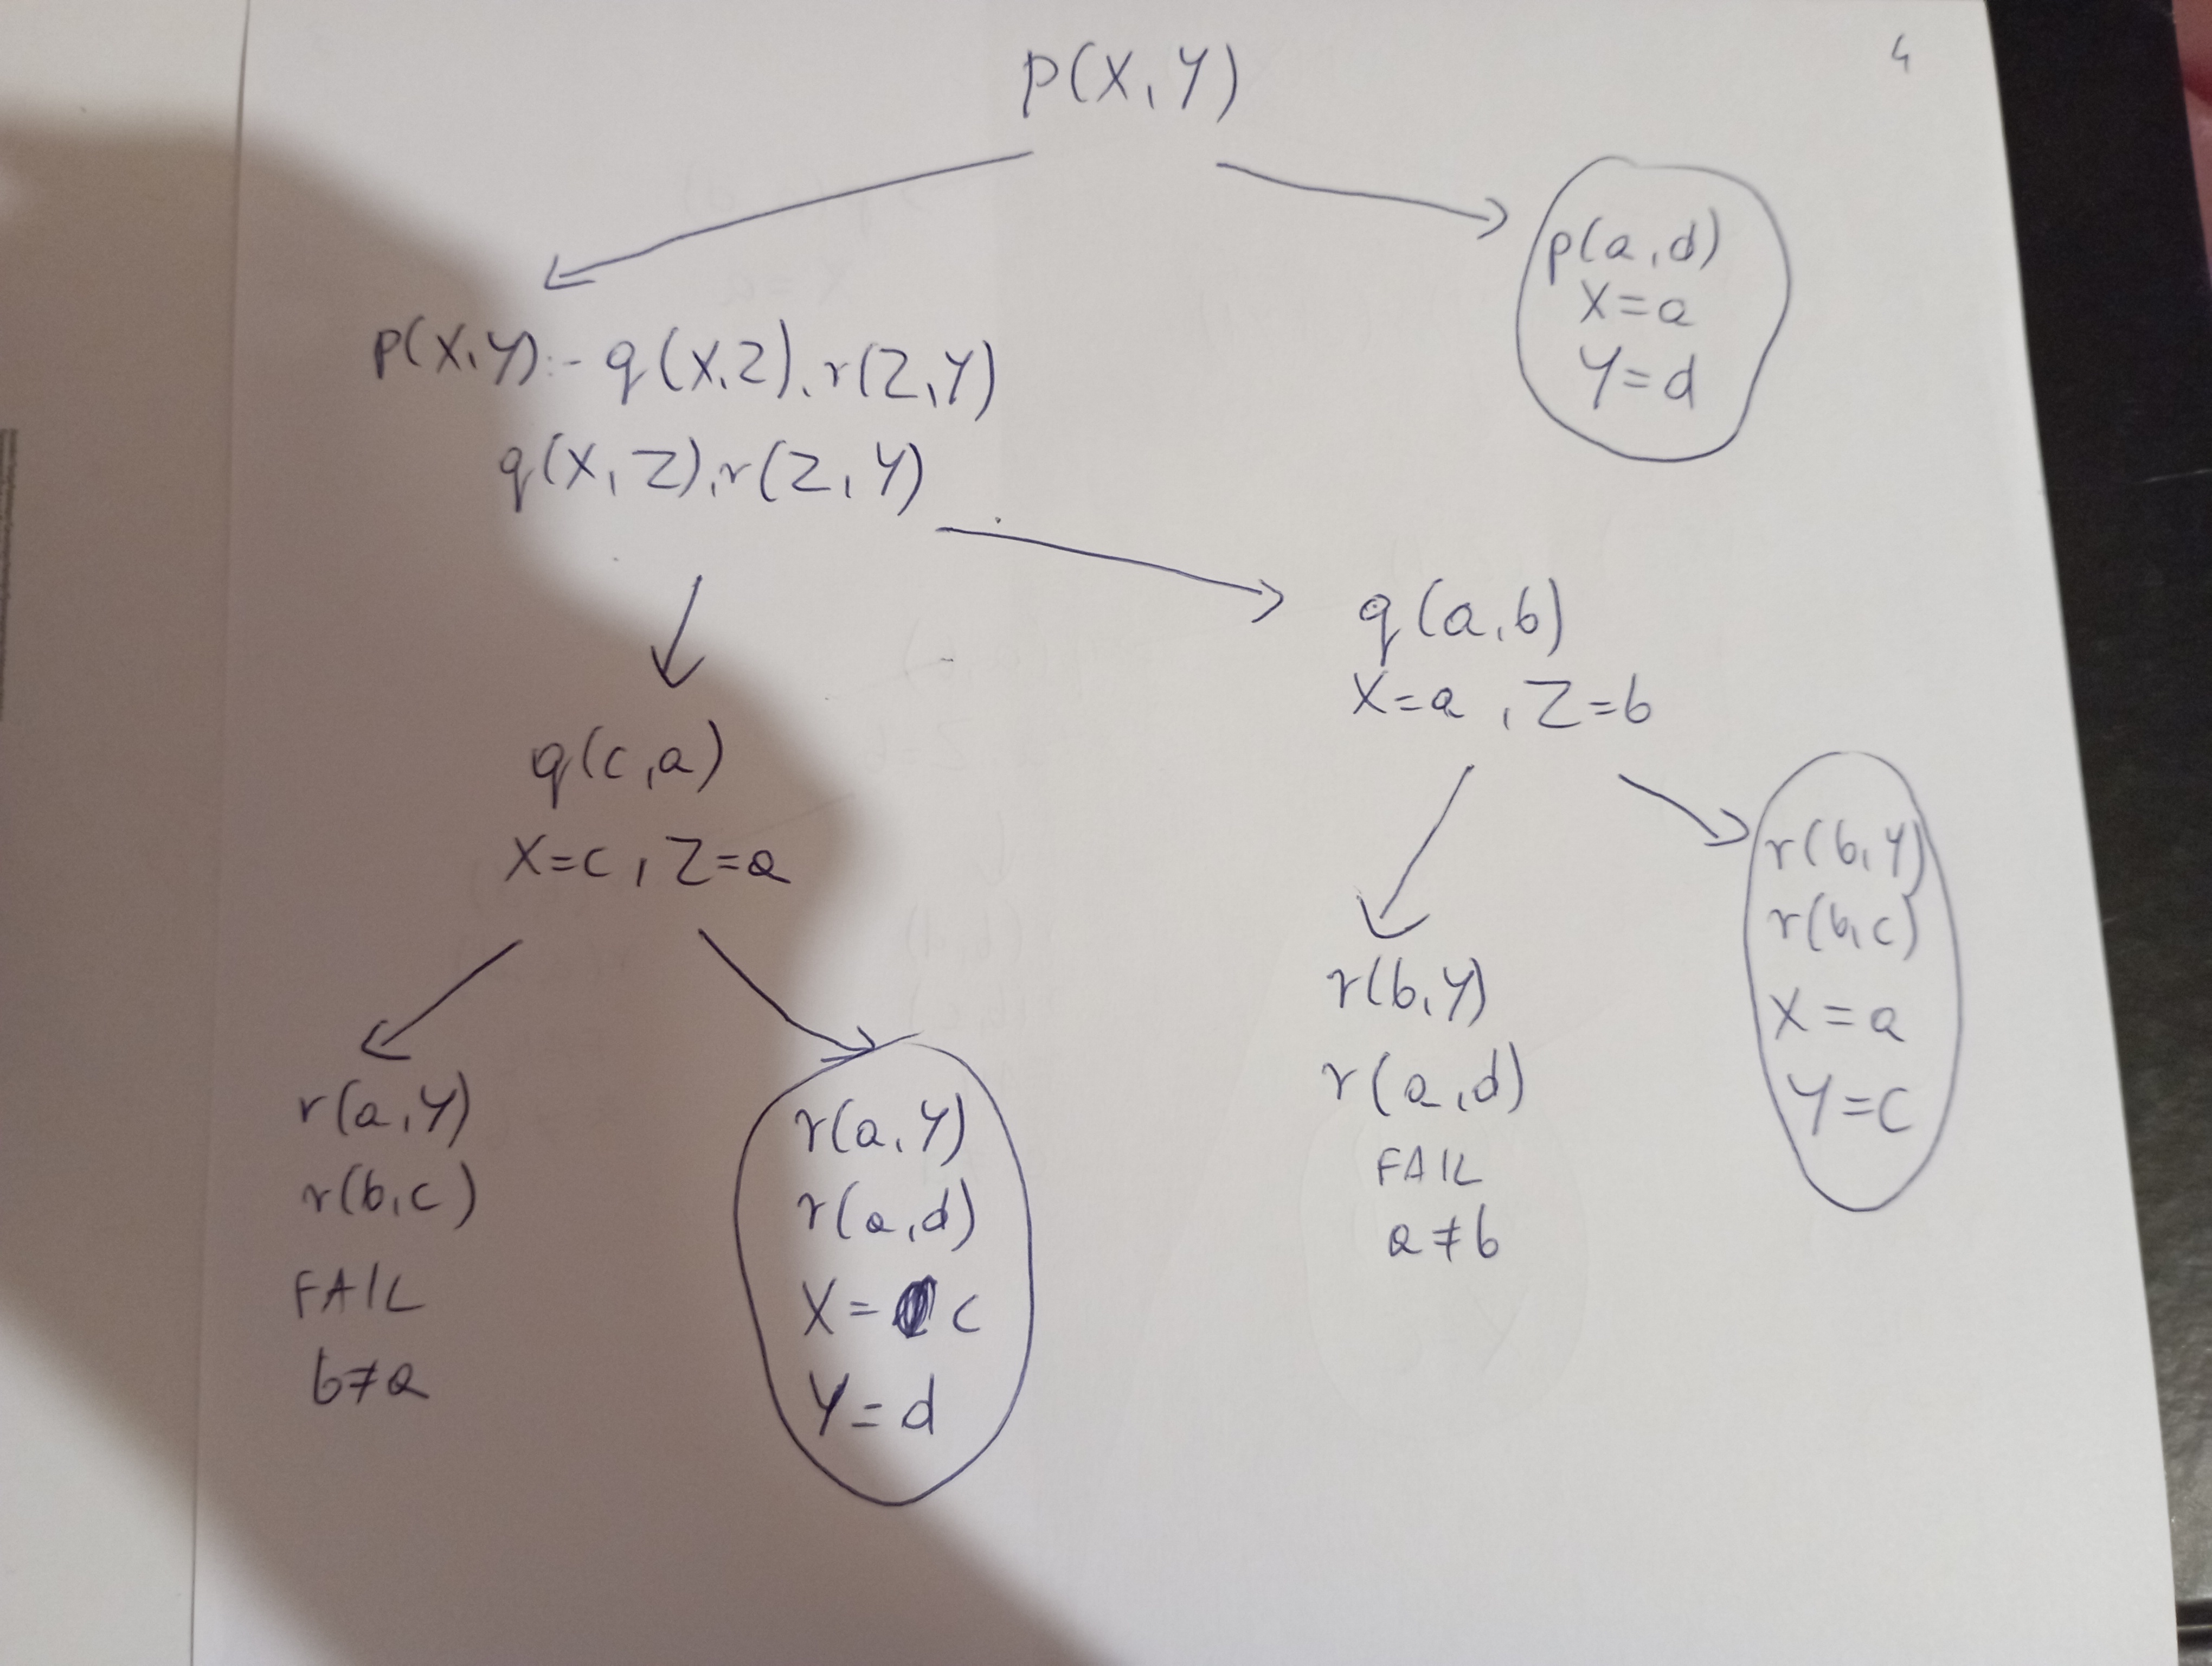 4
p(X,Y)
p(a,d)
X=a
Y=d
p(X,Y):- q(X,Z),r(Z,Y)
q(X,Z),r(Z,Y)
q(a,b)
X=a, Z=b
q(c,a)
X=c, Z=a
r(a,Y)
r(b,c)
FAIL
b≠a
r(a,Y)
r(a,d)
X= c
Y=d
r(b,Y)
r(a,d)
FAIL
a≠b
r(b,Y)
r(b,c)
X=a
Y=c